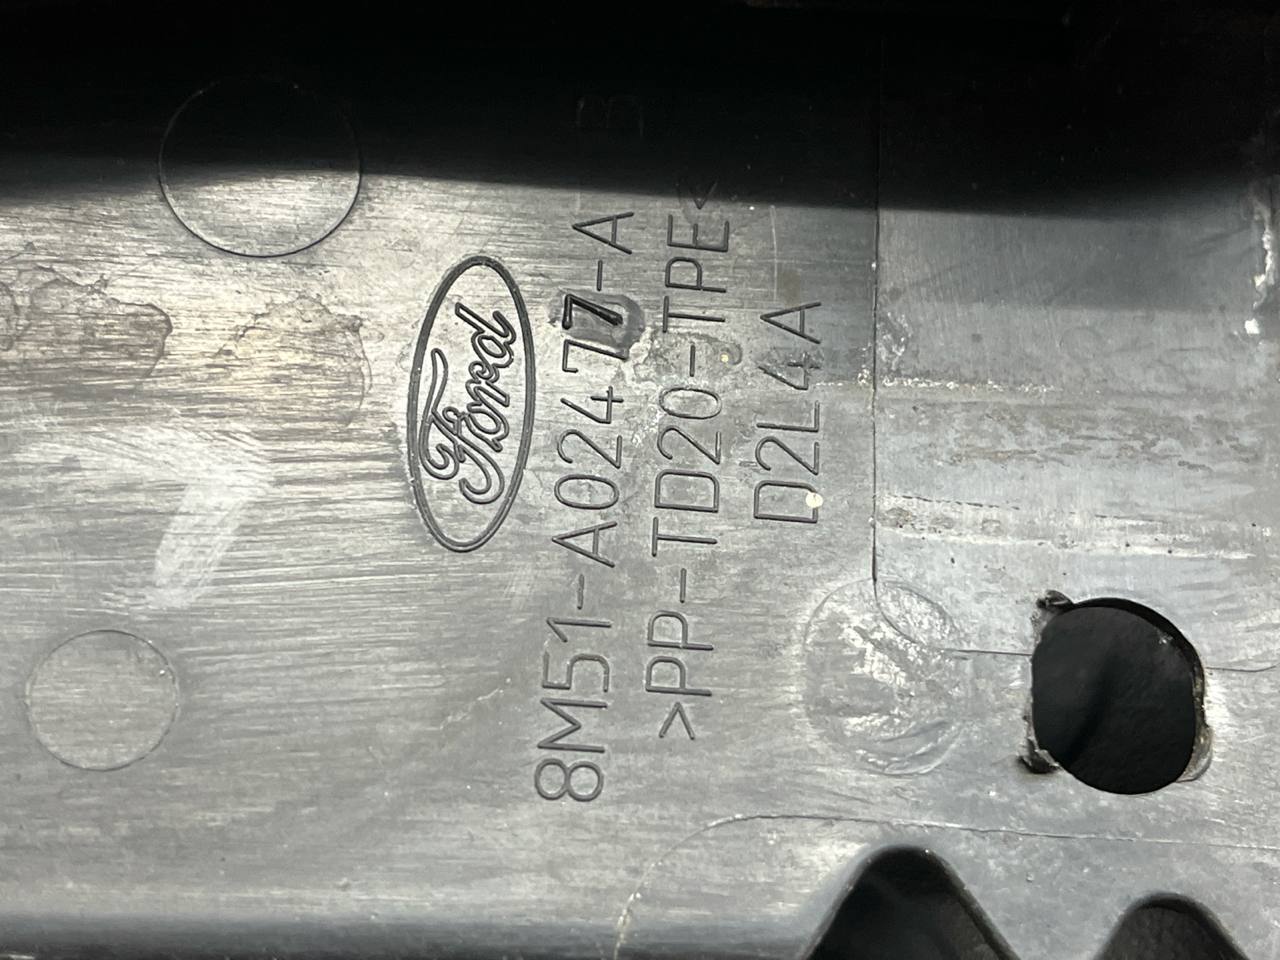 Ford
8M51-A02477-A
>PP-TD20-TPE<
D2L4A